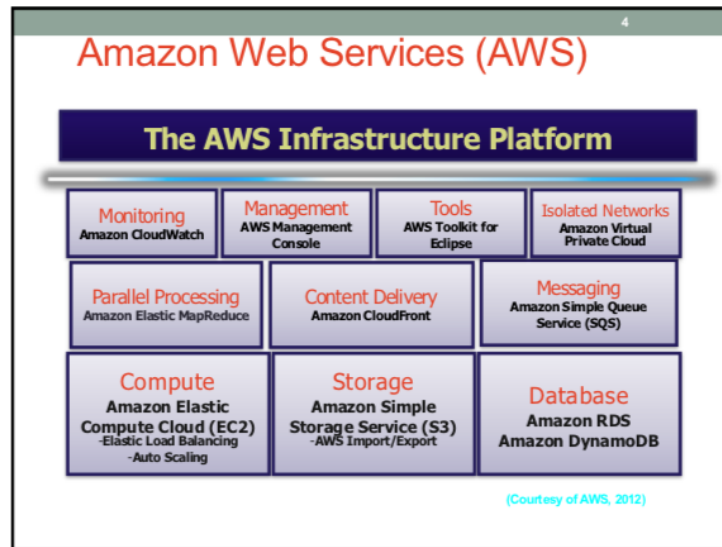 4
Amazon Web Services (AWS)
The AWS Infrastructure Platform
Monitoring
Amazon CloudWatch
Management
AWS Management
Console
Tools
AWS Toolkit for
Eclipse
Isolated Networks
Amazon Virtual
Private Cloud
Parallel Processing
Amazon Elastic MapReduce
Content Delivery
Amazon CloudFront
Messaging
Amazon Simple Queue
Service (SQS)
Compute
Amazon Elastic
Compute Cloud (EC2)
-Elastic Load Balancing
-Auto Scaling
Storage
Amazon Simple
Storage Service (S3)
-AWS Import/Export
Database
Amazon RDS
Amazon DynamoDB
(Courtesy of AWS, 2012)